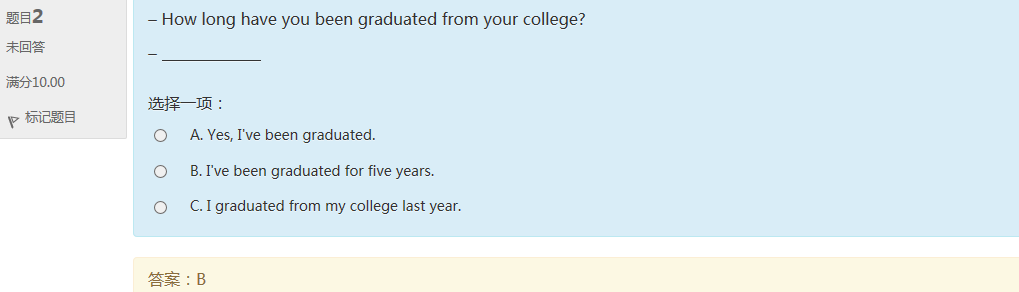 题目2
未回答
满分10.00
标记题目
– How long have you been graduated from your college?
– _____________
选择一项：
A. Yes, I've been graduated.
B. I've been graduated for five years.
C. I graduated from my college last year.
答案：B